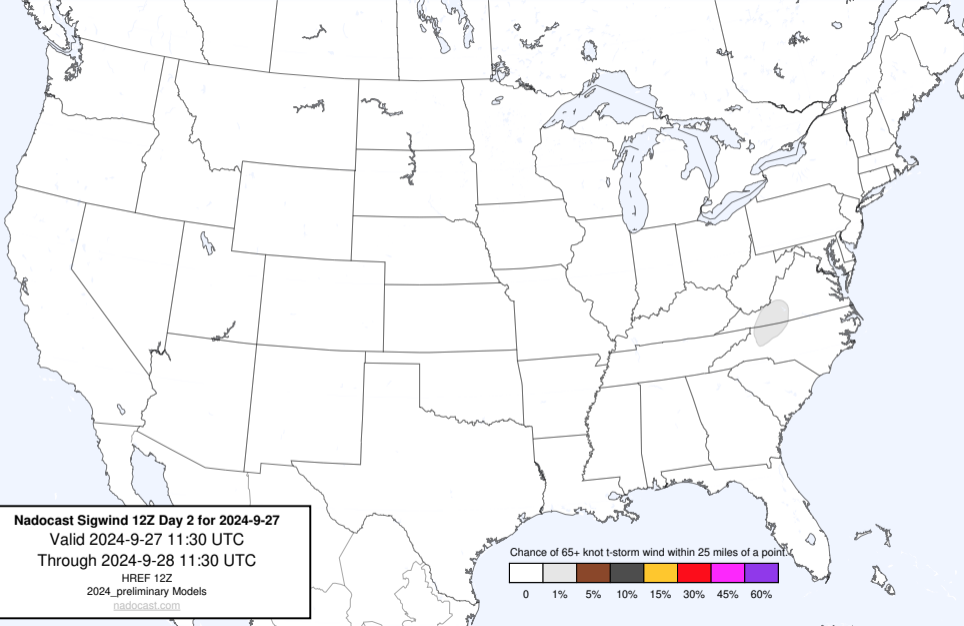 Nadocast Sigwind 12Z Day 2 for 2024-9-27
Valid 2024-9-27 11:30 UTC
Through 2024-9-28 11:30 UTC
HREF 12Z
2024_preliminary Models
nadocast.com
Chance of 65+ knot t-storm wind within 25 miles of a point.
0 1% 5% 10% 15% 30% 45% 60%